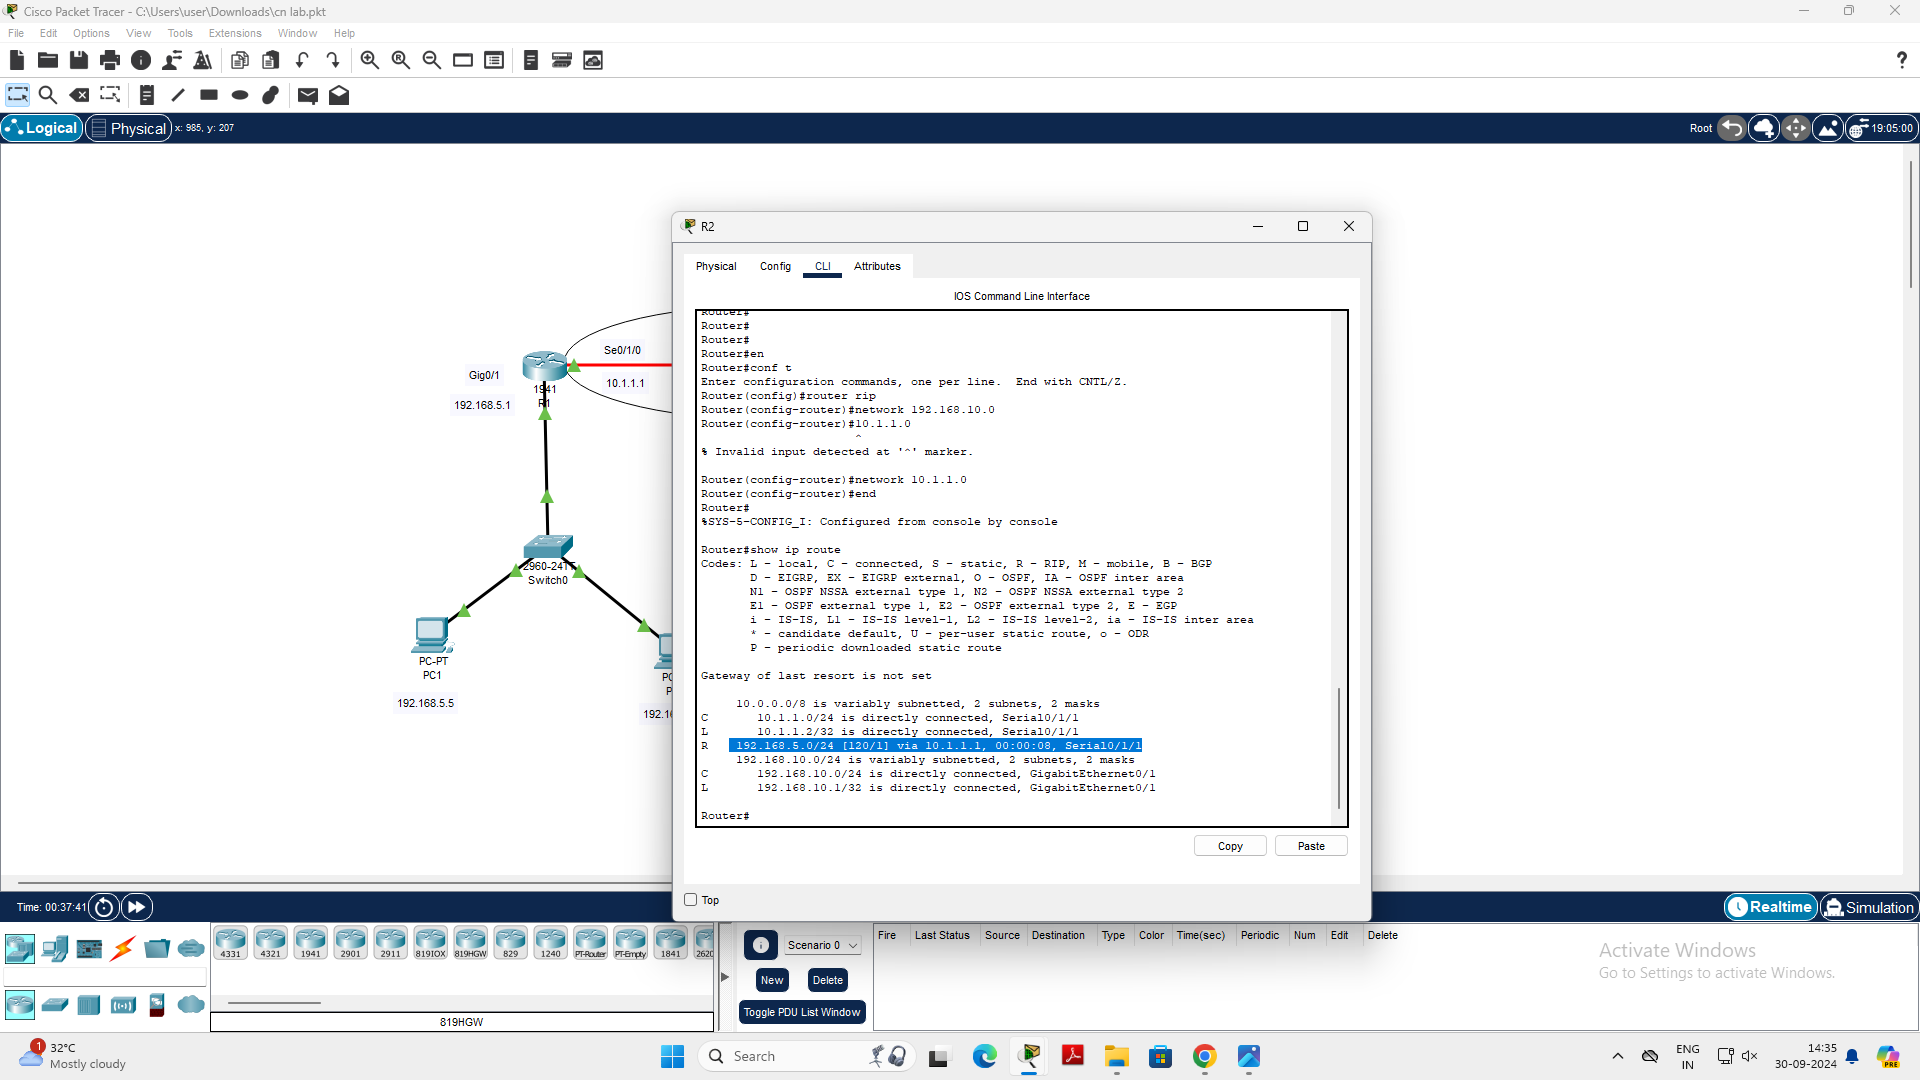 Cisco Packet Tracer - C:\Users\user\Downloads\cn lab.pkt
File Edit Options View Tools Extensions Window Help
Logical Physical x: 985, y: 207
Root 19:05:00
Se0/1/0
Gig0/1
10.1.1.1
1941
R1
192.168.5.1
2960-24TT
Switch0
PC-PT
PC1
192.168.5.5
PC
P
192.16
R2
Physical Config CLI Attributes
IOS Command Line Interface
Router#
Router#
Router#
Router#en
Router#conf t
Enter configuration commands, one per line.  End with CNTL/Z.
Router(config)#router rip
Router(config-router)#network 192.168.10.0
Router(config-router)#10.1.1.0
^
% Invalid input detected at '^' marker.
Router(config-router)#network 10.1.1.0
Router(config-router)#end
Router#
%SYS-5-CONFIG_I: Configured from console by console
Router#show ip route
Codes: L - local, C - connected, S - static, R - RIP, M - mobile, B - BGP
D - EIGRP, EX - EIGRP external, O - OSPF, IA - OSPF inter area
N1 - OSPF NSSA external type 1, N2 - OSPF NSSA external type 2
E1 - OSPF external type 1, E2 - OSPF external type 2, E - EGP
i - IS-IS, L1 - IS-IS level-1, L2 - IS-IS level-2, ia - IS-IS inter area
* - candidate default, U - per-user static route, o - ODR
P - periodic downloaded static route
Gateway of last resort is not set
10.0.0.0/8 is variably subnetted, 2 subnets, 2 masks
C 10.1.1.0/24 is directly connected, Serial0/1/1
L 10.1.1.2/32 is directly connected, Serial0/1/1
R 192.168.5.0/24 [120/1] via 10.1.1.1, 00:00:08, Serial0/1/1
192.168.10.0/24 is variably subnetted, 2 subnets, 2 masks
C 192.168.10.0/24 is directly connected, GigabitEthernet0/1
L 192.168.10.1/32 is directly connected, GigabitEthernet0/1
Router#
Copy Paste
Top
Time: 00:37:41
Realtime Simulation
4331 4321 1941 2901 2911 819IOX 819HGW 829 1240 PT-Router PT-Empty 1841 2620
819HGW
Scenario 0
New Delete
Toggle PDU List Window
Fire Last Status Source Destination Type Color Time(sec) Periodic Num Edit Delete
Activate Windows
Go to Settings to activate Windows.
1
32°C
Mostly cloudy
Search
PRE
ENG
IN
14:35
30-09-2024